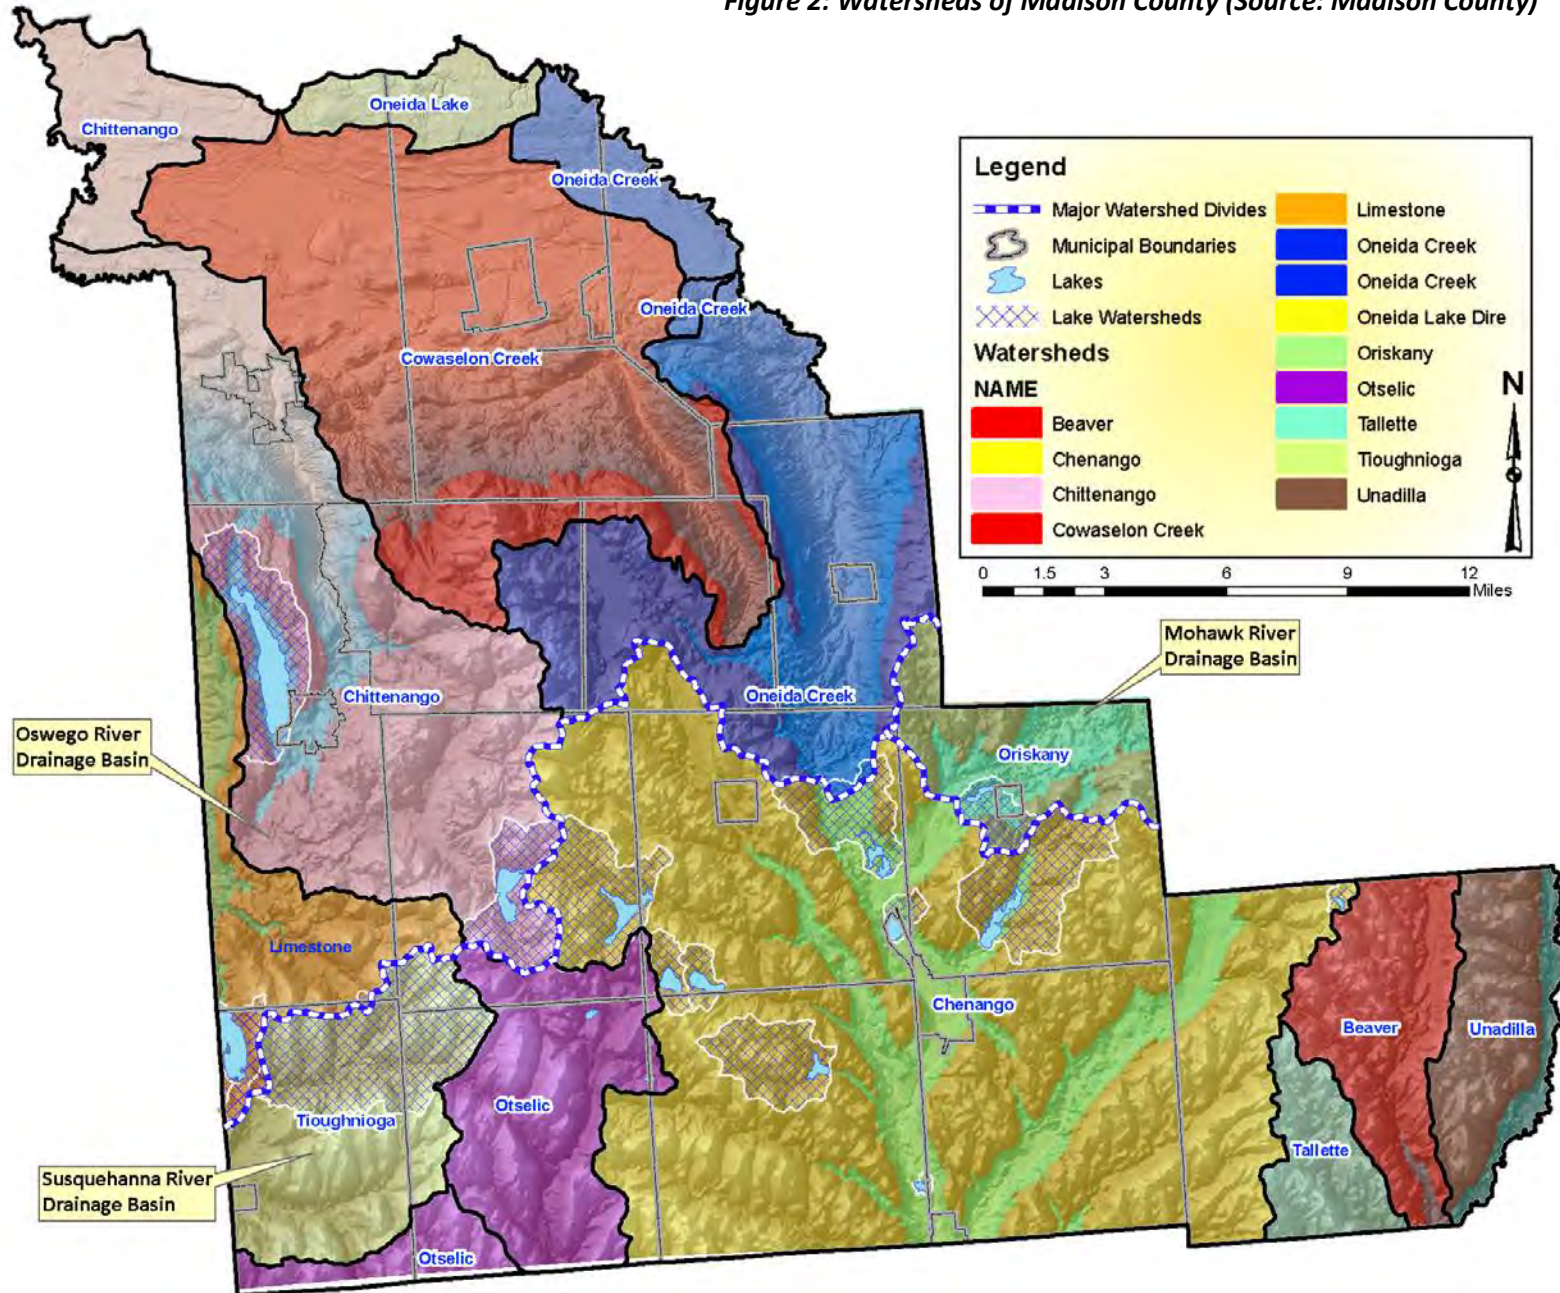 Figure 2: Watersheds of Madison County (Source: Madison County)
Oneida Lake
Chittenango
Oneida Creek
Oneida Creek
Cowaselon Creek
Legend
Major Watershed Divides
Municipal Boundaries
Lakes
Lake Watersheds
Watersheds
NAME
Beaver
Chenango
Chittenango
Cowaselon Creek
Limestone
Oneida Creek
Oneida Creek
Oneida Lake Dire
Oriskany
Otselic
Tallette
Tioughnioga
Unadilla
N
0 1.5 3 6 9 12
Miles
Mohawk River
Drainage Basin
Chittenango
Oneida Creek
Oswego River
Drainage Basin
Oriskany
Limestone
Chenango
Beaver
Unadilla
Otselic
Tioughnioga
Tallette
Susquehanna River
Drainage Basin
Otselic